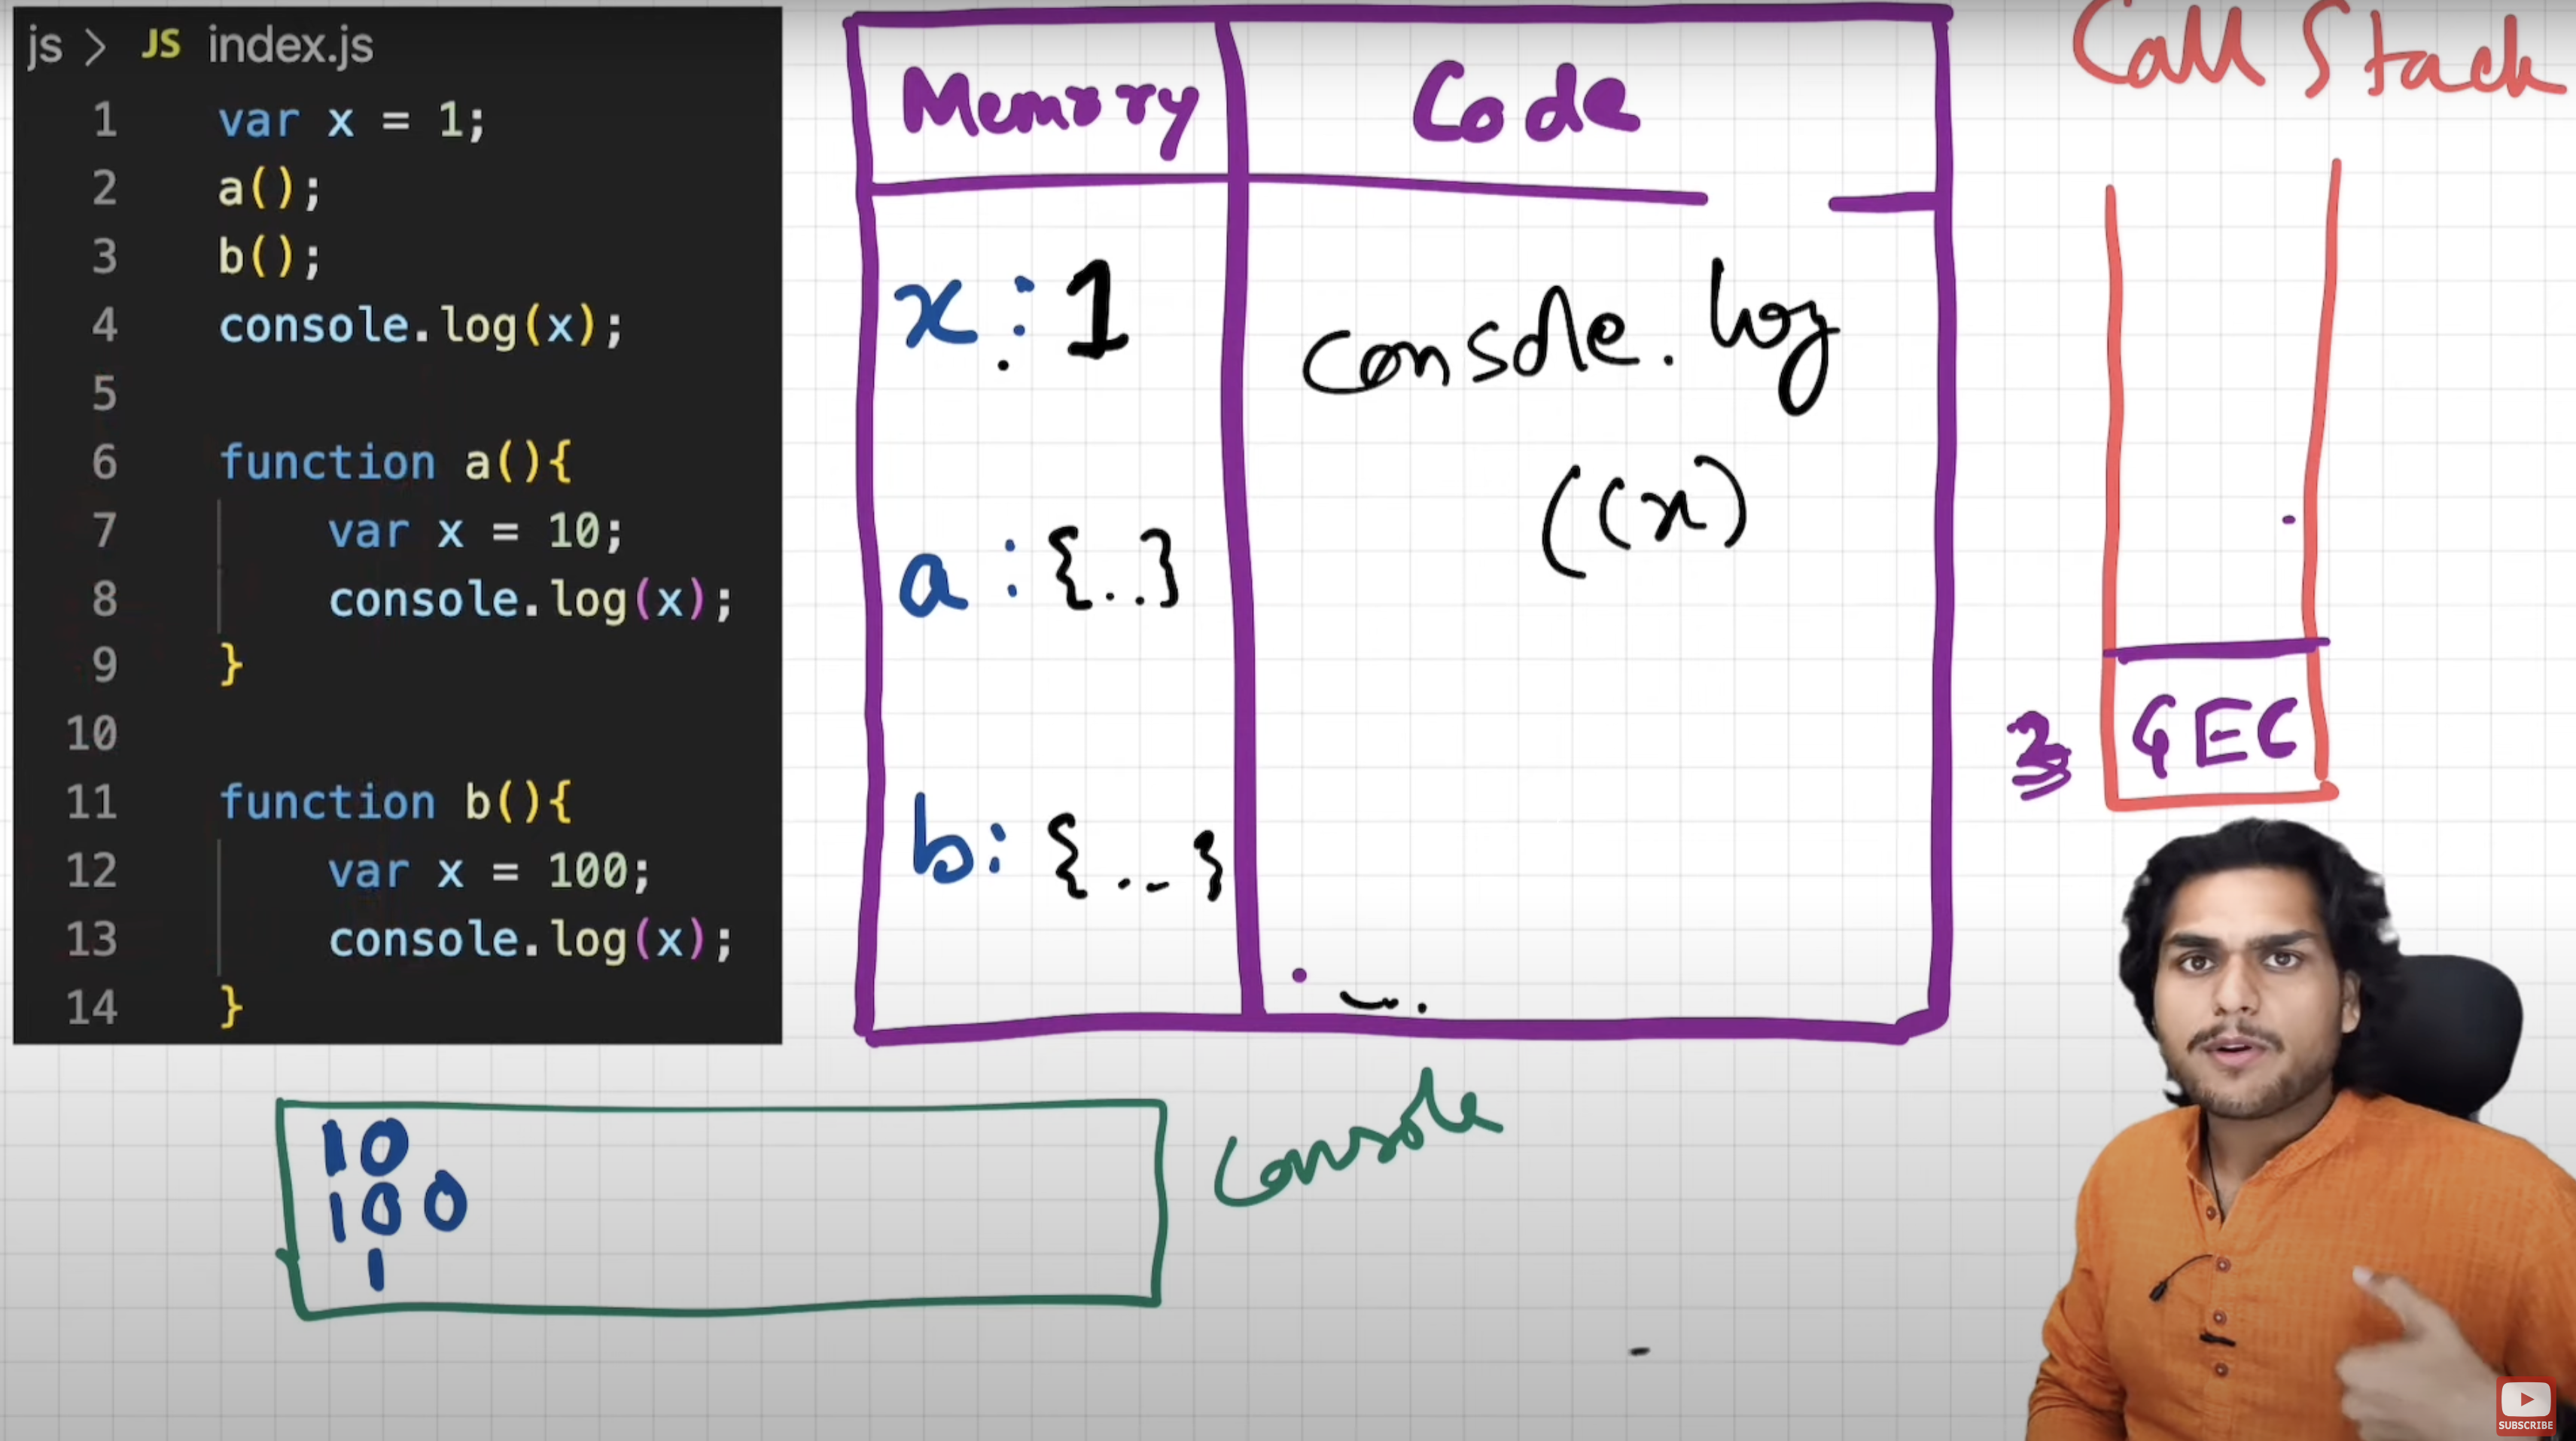 js > JS index.js
1 var x = 1;
2 a();
3 b();
4 console.log(x);
5
6 function a(){
7 var x = 10;
8 console.log(x);
9 }
10
11 function b(){
12 var x = 100;
13 console.log(x);
14 }
Memory Code
x : 1
a : {..}
b : {...}
console.log
((x)
Call Stack
GEC
10
100
1
Console
SUBSCRIBE